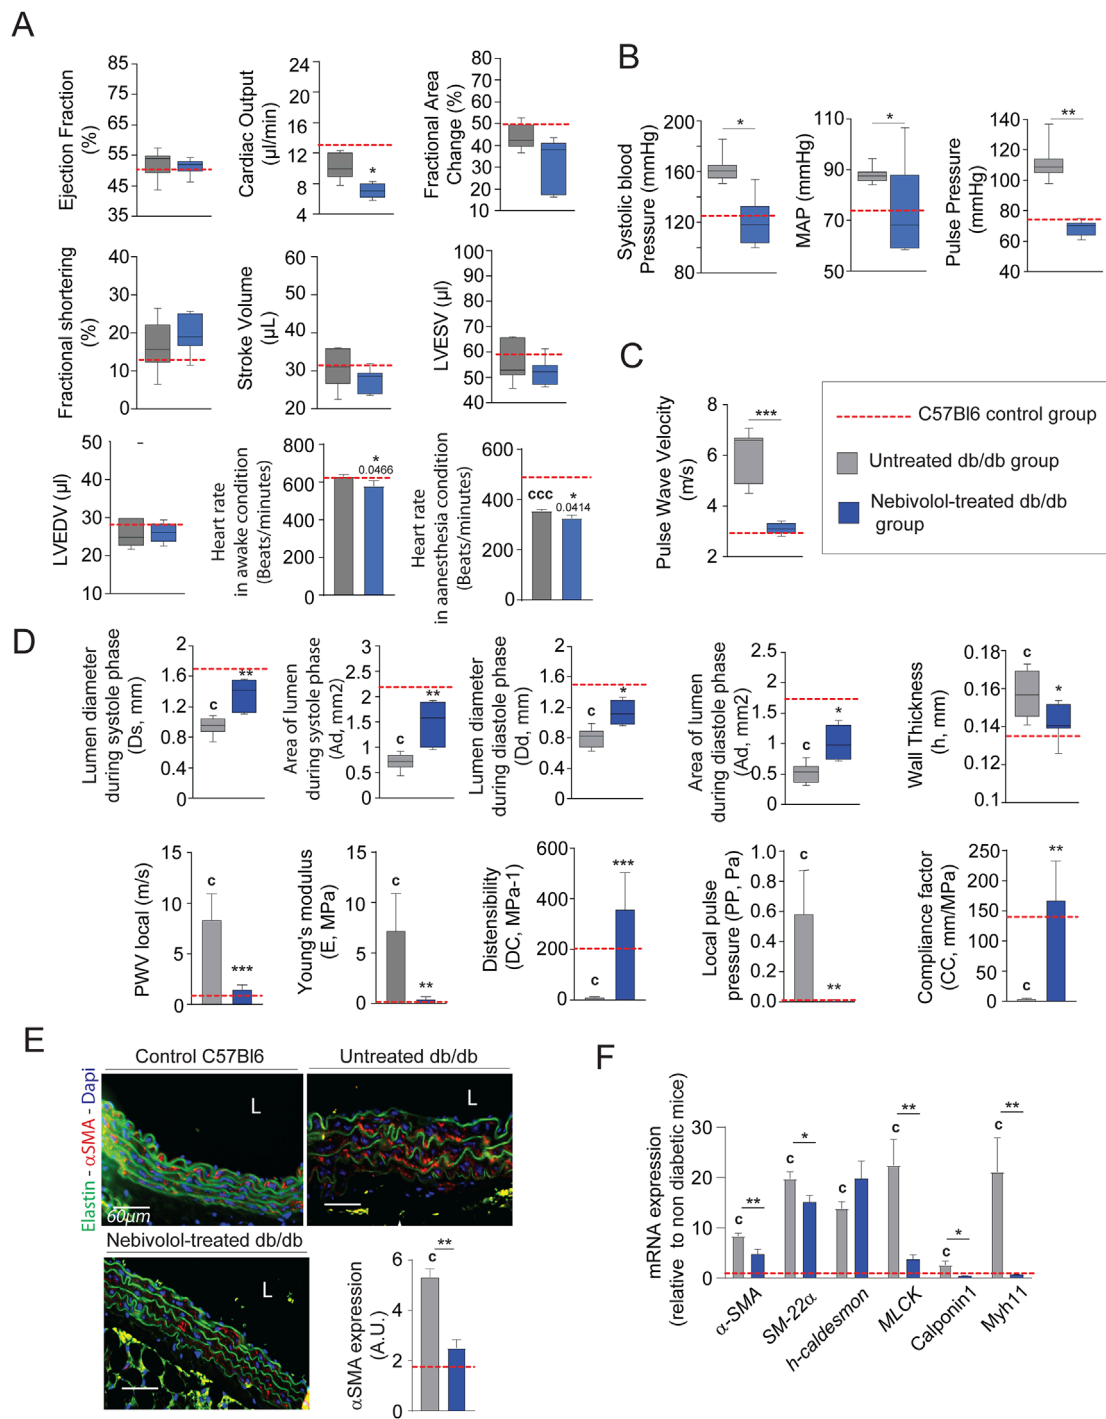 A
Ejection Fraction
(%)
85
75
65
55
45
35
Cardiac Output
(µl/min)
24
20
16
12
8
4
*
Fractional Area
Change (%)
80
70
60
50
40
30
20
10
B
Systolic blood
Pressure (mmHg)
200
160
120
80
*
MAP (mmHg)
110
90
70
50
*
Pulse Pressure
(mmHg)
140
120
100
80
60
40
**
Fractional shortering
(%)
40
30
20
10
0
Stroke Volume
(µL)
60
50
40
30
20
LVESV (µl)
100
90
80
70
60
50
40
C
Pulse Wave Velocity
(m/s)
8
6
4
2
***
C57Bl6 control group
Untreated db/db group
Nebivolol-treated db/db
group
LVEDV (µl)
50
30
20
10
Heart rate
in awake condition
(Beats/minutes)
800
600
400
200
0
*
0.0466
Heart rate
in aanesthesia condition
(Beats/minutes)
600
400
200
0
ccc
*
0.0414
D
Lumen diameter
during systole phase
(Ds, mm)
2
1.6
1.2
0.8
0.4
0
c
**
Area of lumen
during systole phase
(Ad, mm2)
3
2.5
2
1.5
1
0.5
0
c
**
Lumen diameter
during diastole phase
(Dd, mm)
2
1.6
1.2
0.8
0.4
0
c
*
Area of lumen
during diastole phase
(Ad, mm2)
2.5
2
1.5
1
0.5
0
c
*
Wall Thickness
(h, mm)
0.18
0.16
0.14
0.12
0.1
c
*
PWV local (m/s)
15
10
5
0
c
***
Young's modulus
(E, MPa)
15
10
5
0
c
**
Distensibility
(DC, MPa-1)
600
400
200
0
c
***
Local pulse
pressure (PP, Pa)
1.0
0.8
0.6
0.4
0.2
0.0
c
**
Compliance factor
(CC, mm/MPa)
250
200
150
100
50
0
c
**
E
Control C57Bl6
Untreated db/db
Elastin - αSMA - Dapi
L
60µm
L
Nebivolol-treated db/db
L
αSMA expression
(A.U.)
6
4
2
0
c
**
F
mRNA expression
(relative to non diabetic mice)
30
20
10
0
c
**
c
*
c
c
**
c
*
c
**
α-SMA
SM-22α
h-caldesmon
MLCK
Calponin1
Myh11